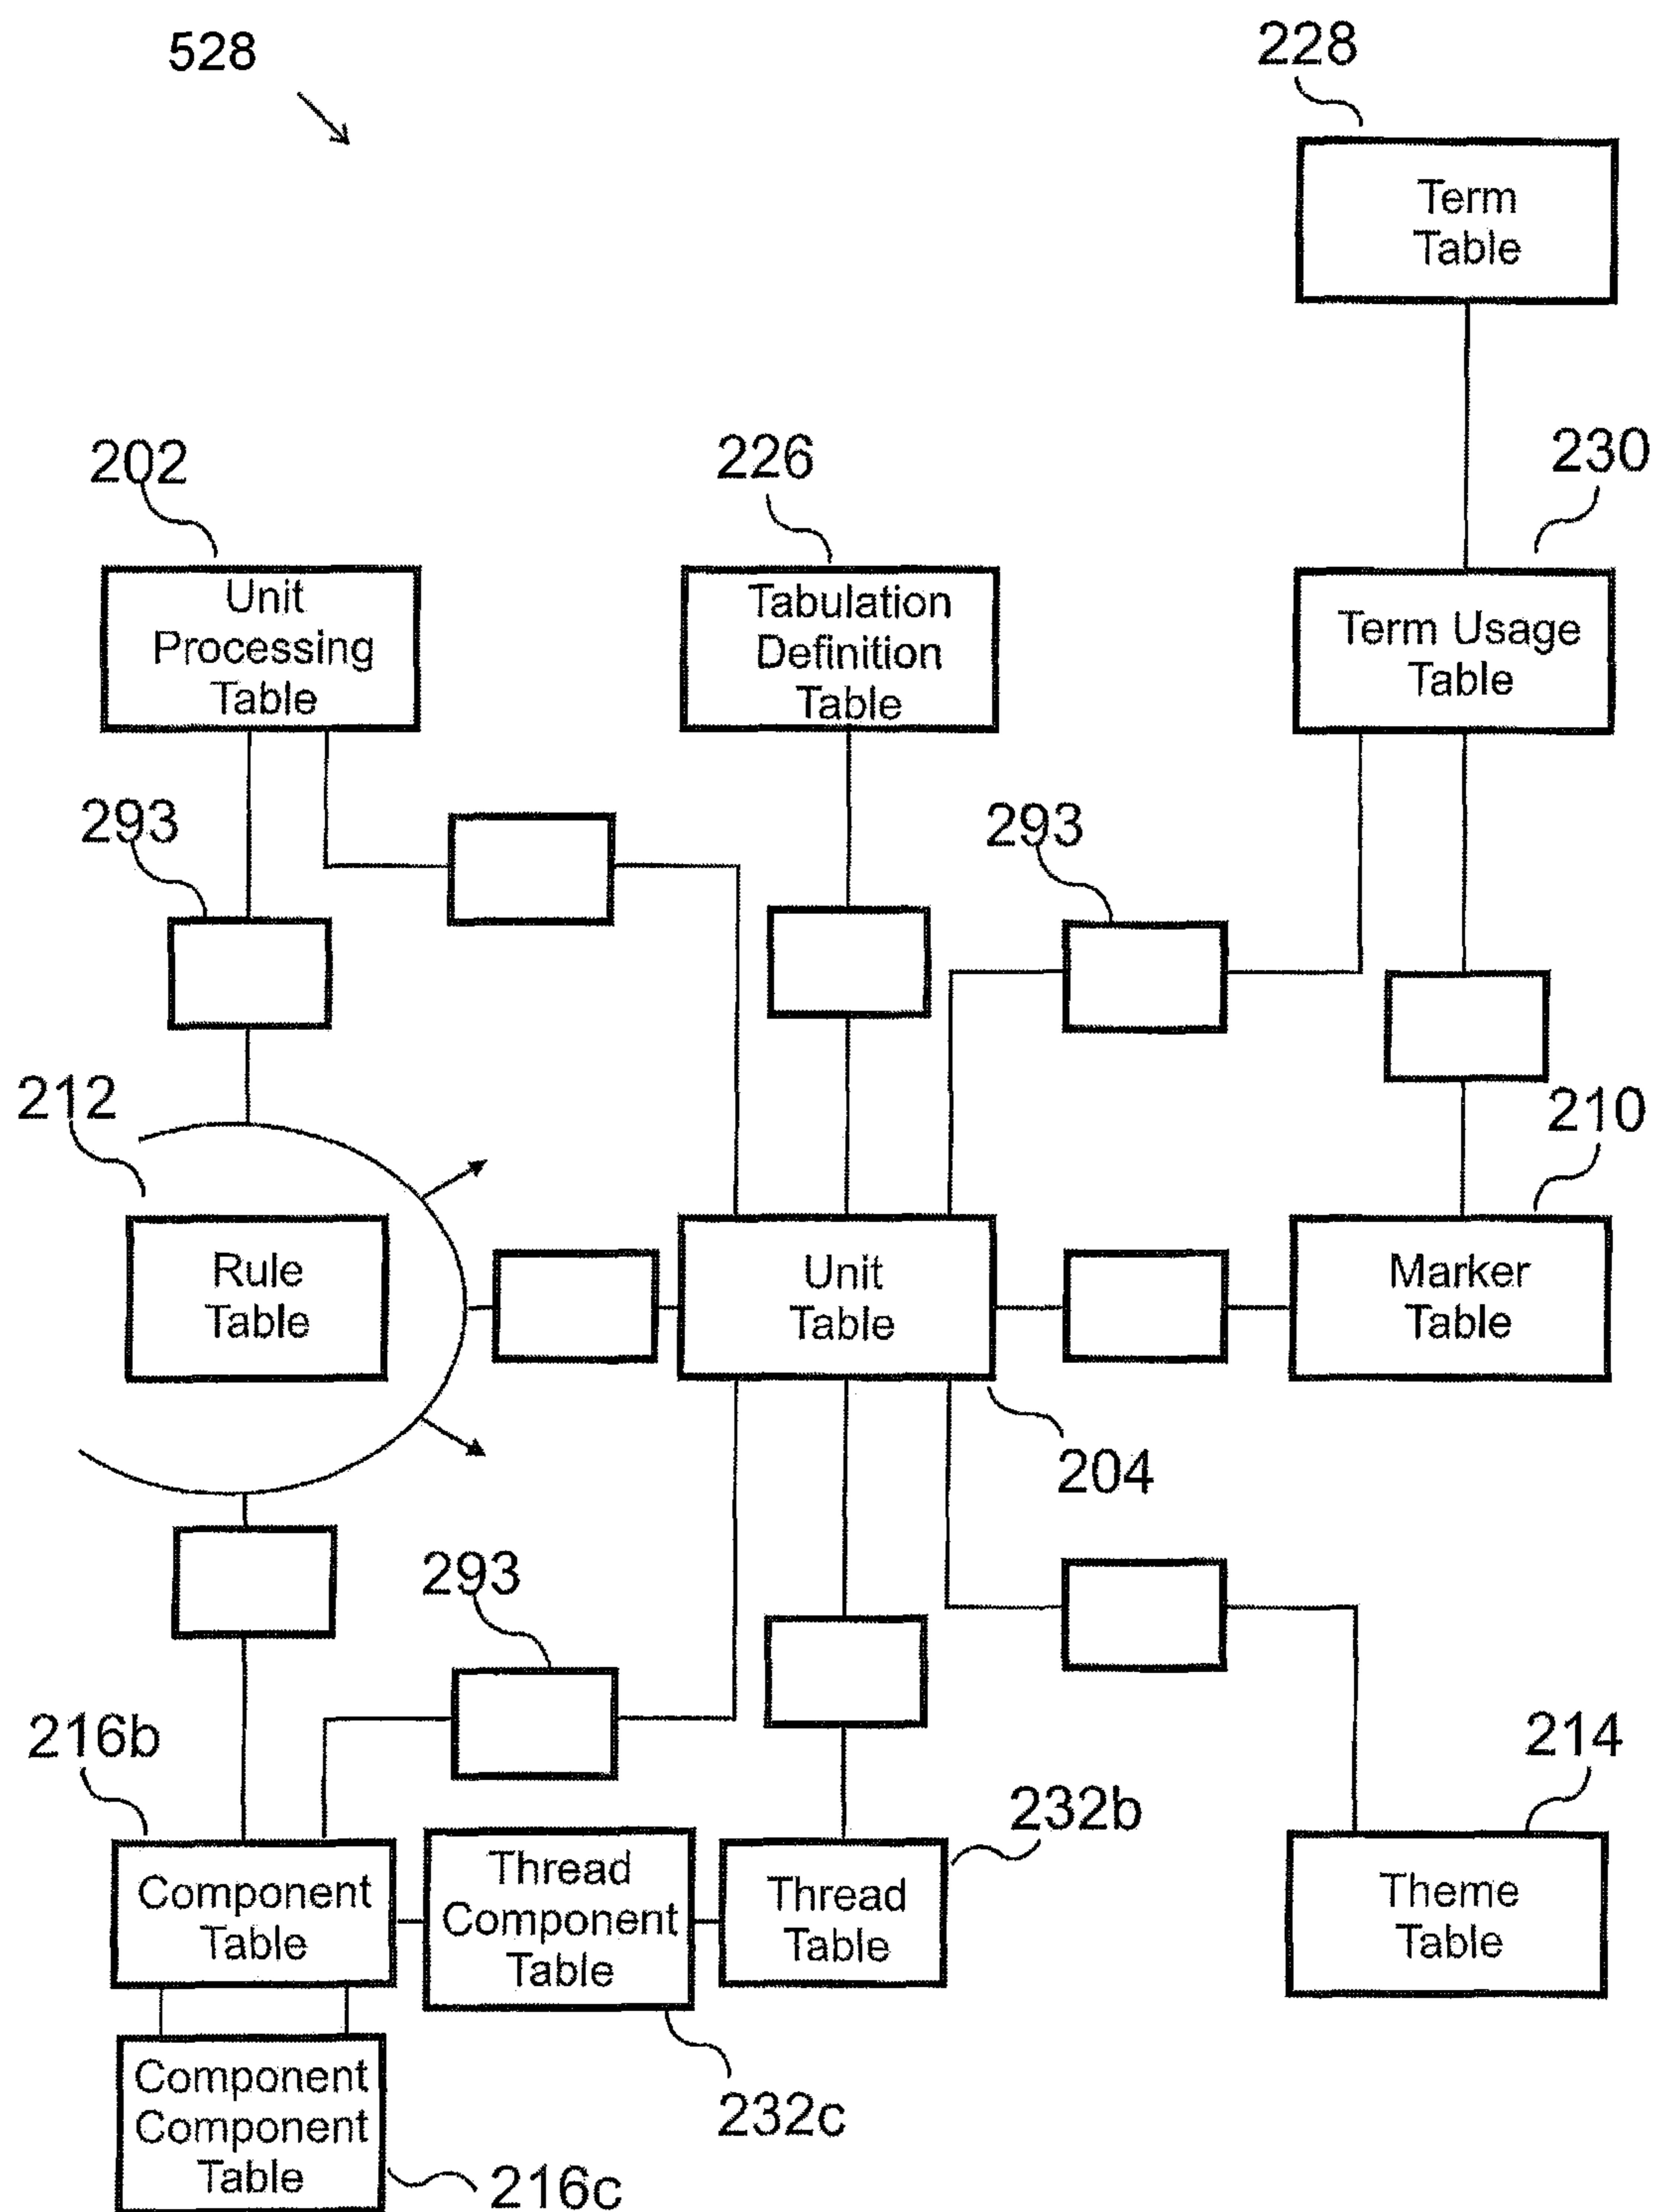 528
228
Term
Table
202
226
230
Unit
Processing
Table
Tabulation
Definition
Table
Term Usage
Table
293
293
212
210
Rule
Table
Unit
Table
Marker
Table
204
293
216b
214
232b
Component
Table
Thread
Component
Table
Thread
Table
Theme
Table
Component
Component
Table
232c
216c